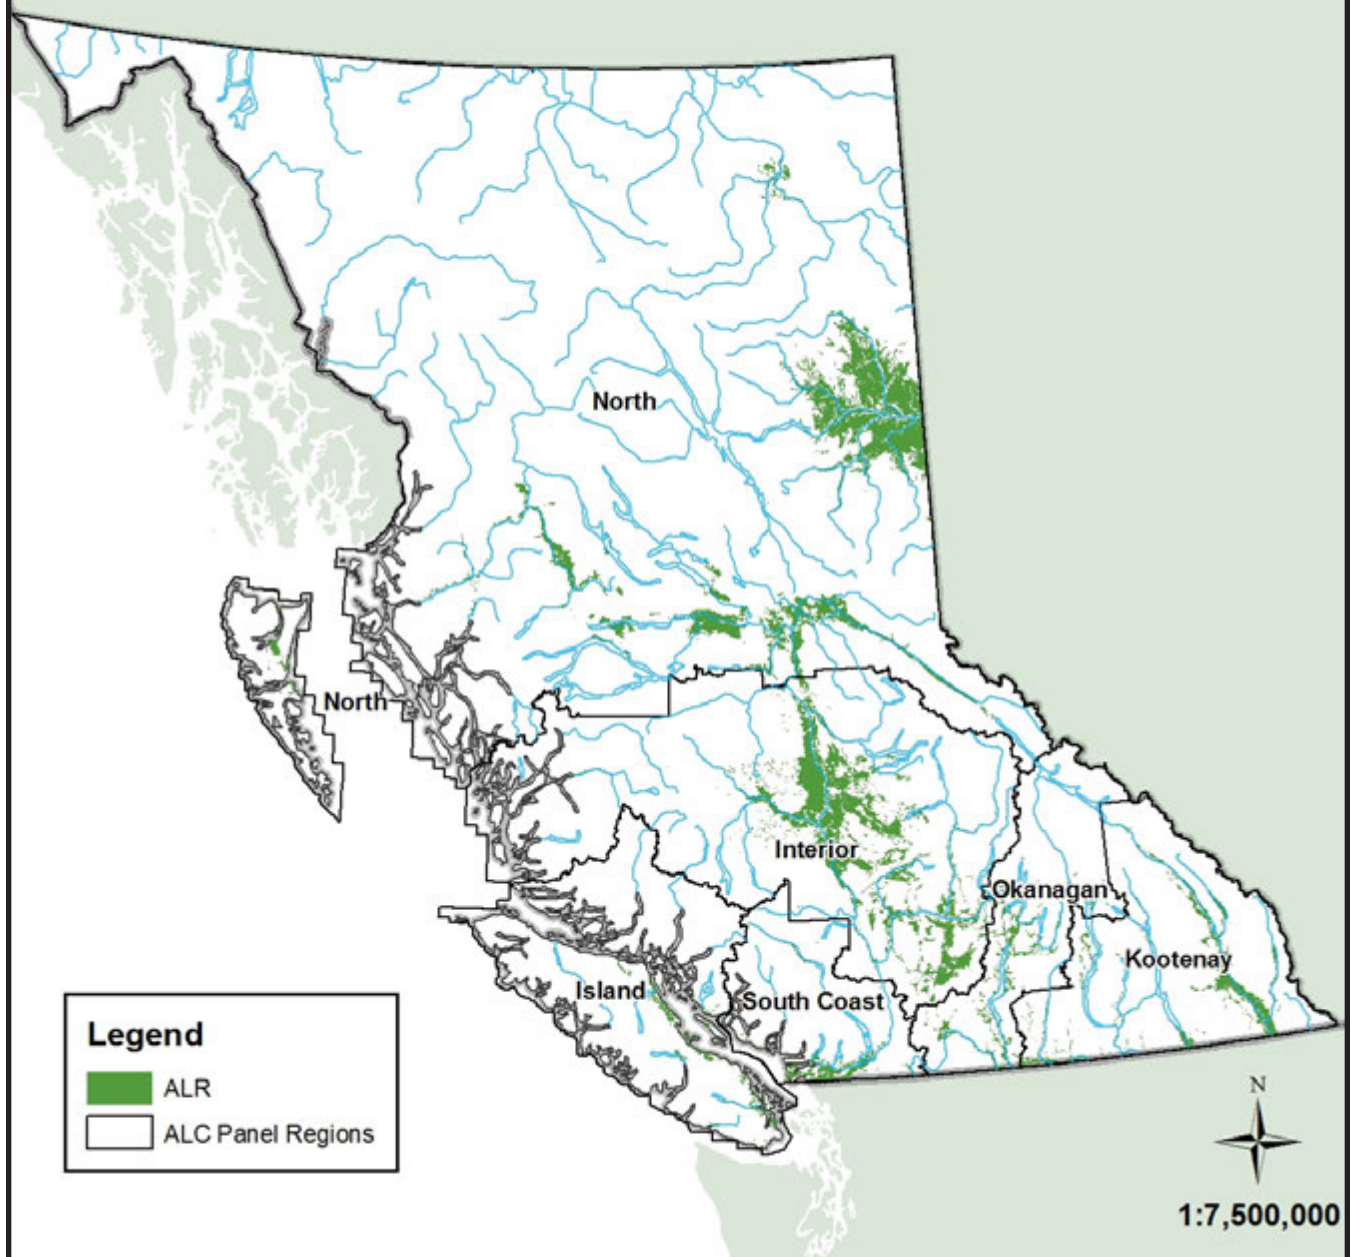 North
North
Interior
Okanagan
Kootenay
Island
South Coast
Legend
ALR
ALC Panel Regions
N
1:7,500,000